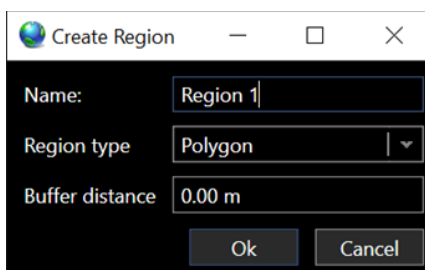 Create Region
Name: Region 1
Region type Polygon
Buffer distance 0.00 m
Ok Cancel